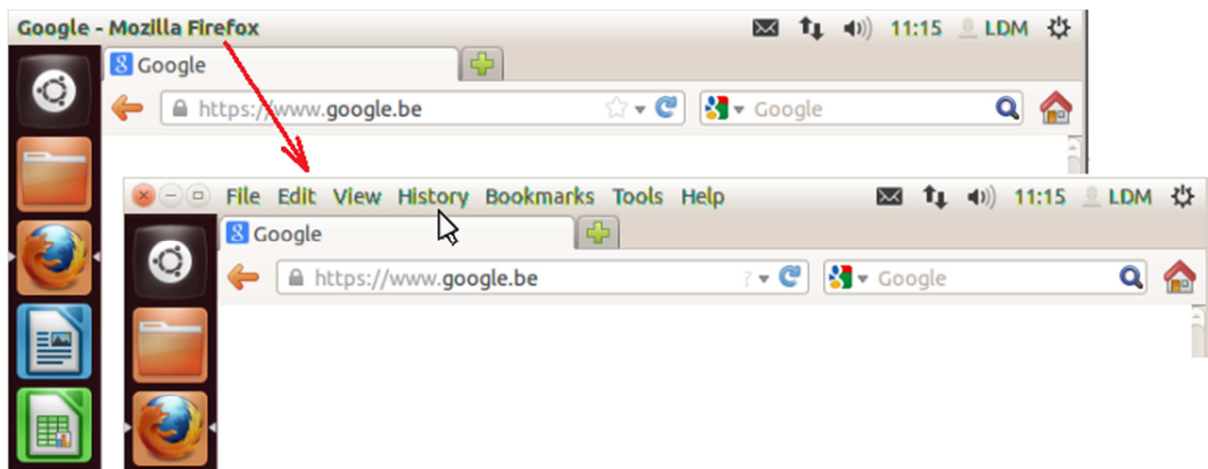 Google - Mozilla Firefox 11:15 LDM
Google
https://www.google.be Google
File Edit View History Bookmarks Tools Help 11:15 LDM
Google
https://www.google.be ? Google